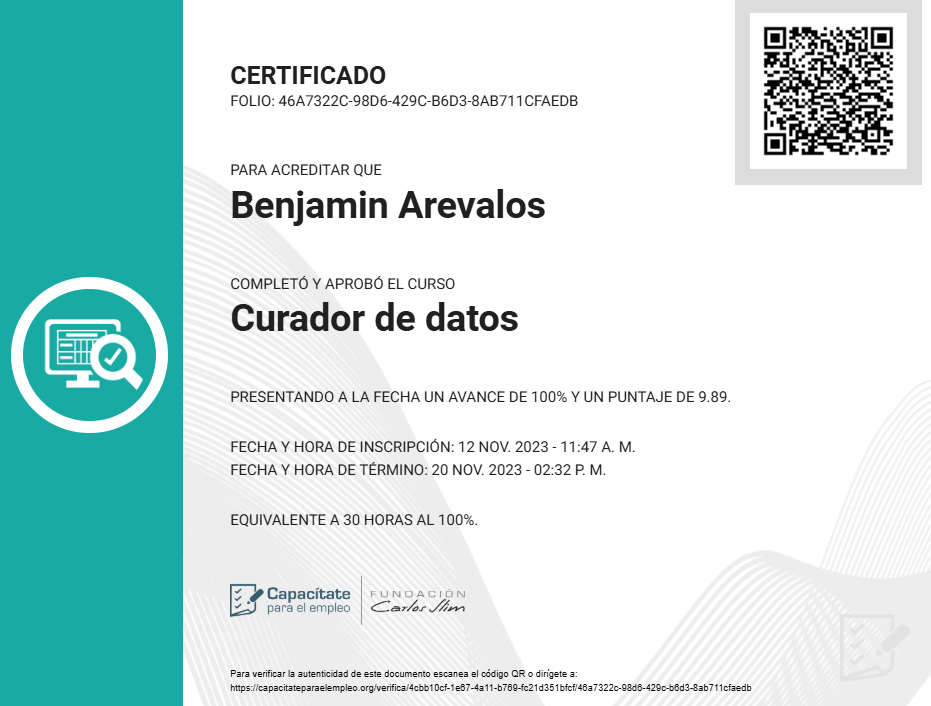 CERTIFICADO
FOLIO: 46A7322C-98D6-429C-B6D3-8AB711CFAEDB
PARA ACREDITAR QUE
Benjamin Arevalos
COMPLETÓ Y APROBÓ EL CURSO
Curador de datos
PRESENTANDO A LA FECHA UN AVANCE DE 100% Y UN PUNTAJE DE 9.89.
FECHA Y HORA DE INSCRIPCIÓN: 12 NOV. 2023 - 11:47 A. M.
FECHA Y HORA DE TÉRMINO: 20 NOV. 2023 - 02:32 P. M.
EQUIVALENTE A 30 HORAS AL 100%.
Capacítate
para el empleo
FUNDACIÓN
Carlos Slim
Para verificar la autenticidad de este documento escanea el código QR o dirígete a:
https://capacitateparaelempleo.org/verifica/4cbb10cf-1e67-4a11-b769-fc21d351bfcf/46a7322c-98d6-429c-b6d3-8ab711cfaedb